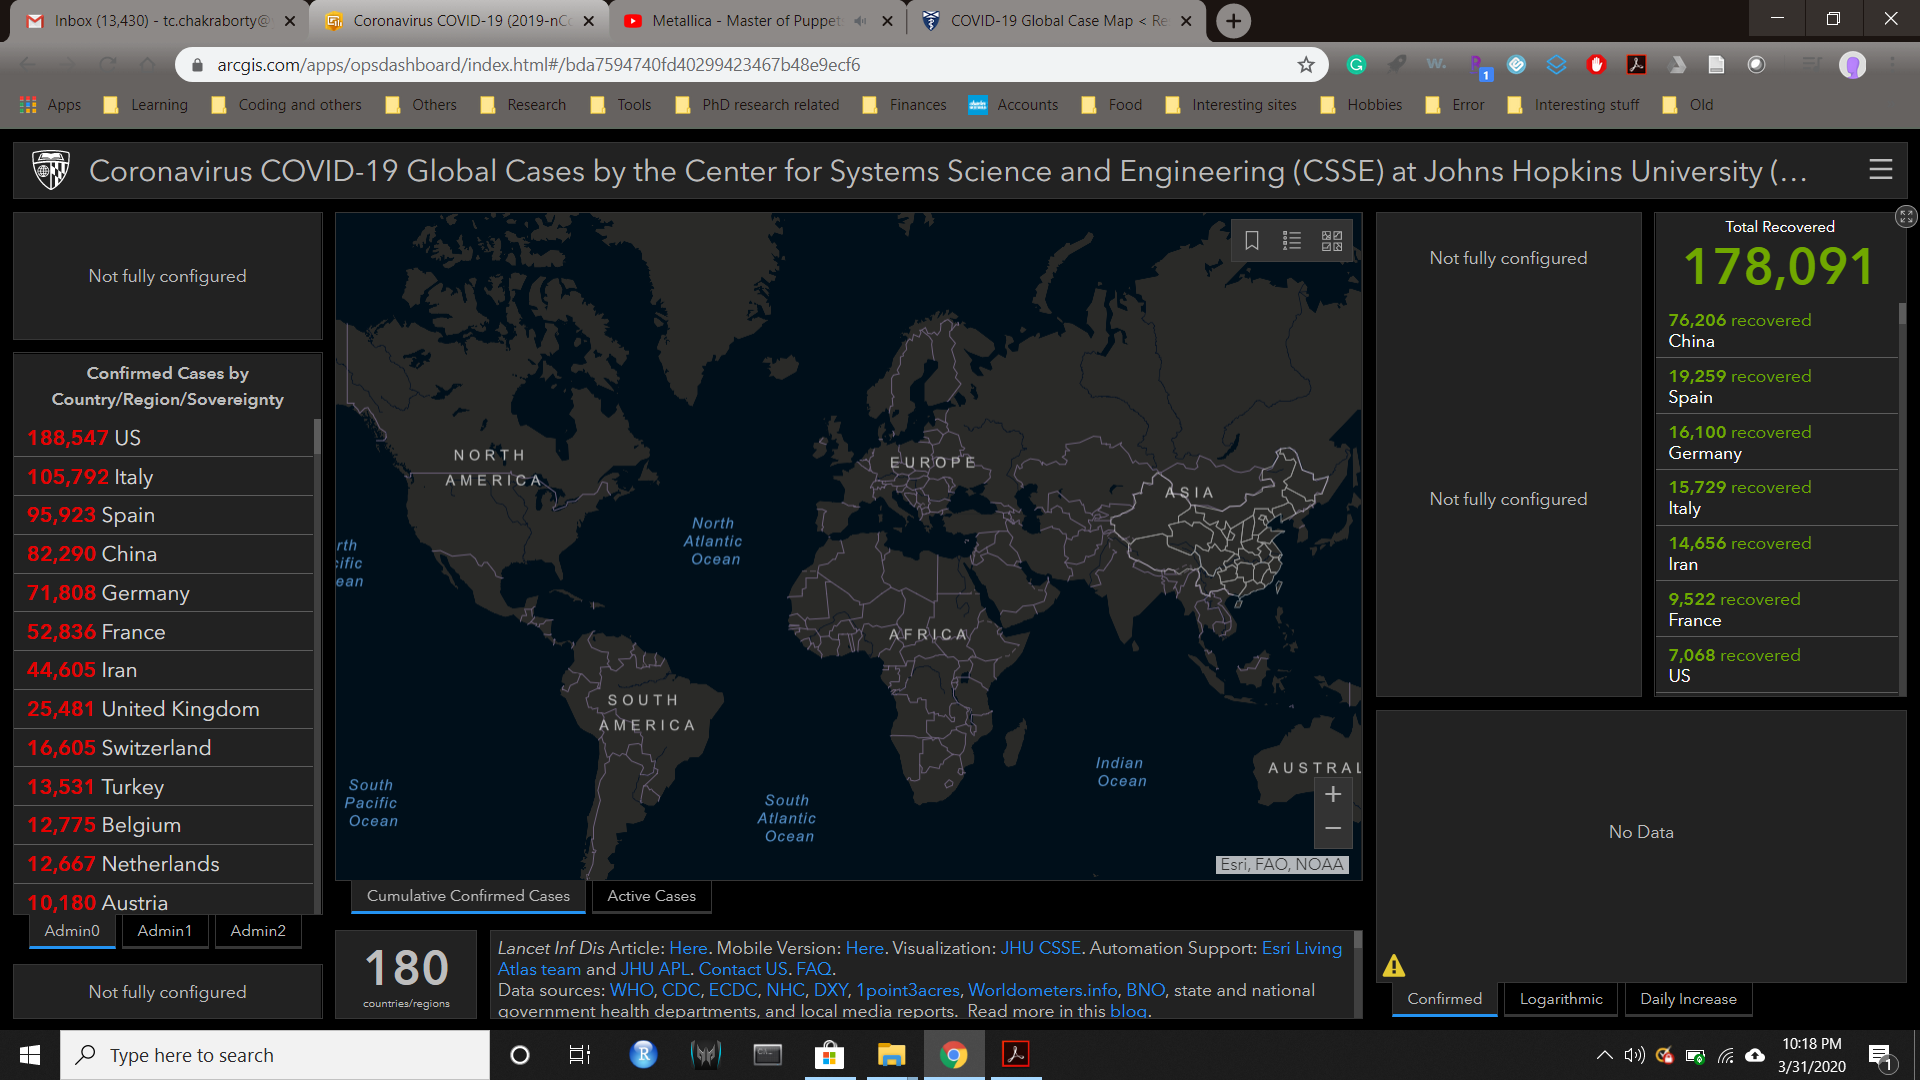 Inbox (13,430) - tc.chakraborty@
Coronavirus COVID-19 (2019-nC
Metallica - Master of Puppet
COVID-19 Global Case Map < Re
arcgis.com/apps/opsdashboard/index.html#/bda7594740fd40299423467b48e9ecf6
1
Apps
Learning
Coding and others
Others
Research
Tools
PhD research related
Finances
Accounts
Food
Interesting sites
Hobbies
Error
Interesting stuff
Old
Coronavirus COVID-19 Global Cases by the Center for Systems Science and Engineering (CSSE) at Johns Hopkins University (...
Not fully configured
Confirmed Cases by
Country/Region/Sovereignty
188,547 US
105,792 Italy
95,923 Spain
82,290 China
71,808 Germany
52,836 France
44,605 Iran
25,481 United Kingdom
16,605 Switzerland
13,531 Turkey
12,775 Belgium
12,667 Netherlands
10,180 Austria
Admin0
Admin1
Admin2
Not fully configured
NORTH
AMERICA
EUROPE
ASIA
North
Atlantic
Ocean
rth
ific
ean
AFRICA
SOUTH
AMERICA
Indian
Ocean
AUSTRAL
South
Pacific
Ocean
South
Atlantic
Ocean
+
−
Esri, FAO, NOAA
Cumulative Confirmed Cases
Active Cases
180
countries/regions
Lancet Inf Dis Article: Here. Mobile Version: Here. Visualization: JHU CSSE. Automation Support: Esri Living
Atlas team and JHU APL. Contact US. FAQ.
Data sources: WHO, CDC, ECDC, NHC, DXY, 1point3acres, Worldometers.info, BNO, state and national
government health departments, and local media reports. Read more in this blog.
Not fully configured
Not fully configured
Total Recovered
178,091
76,206 recovered
China
19,259 recovered
Spain
16,100 recovered
Germany
15,729 recovered
Italy
14,656 recovered
Iran
9,522 recovered
France
7,068 recovered
US
No Data
Confirmed
Logarithmic
Daily Increase
Type here to search
10:18 PM
3/31/2020
1